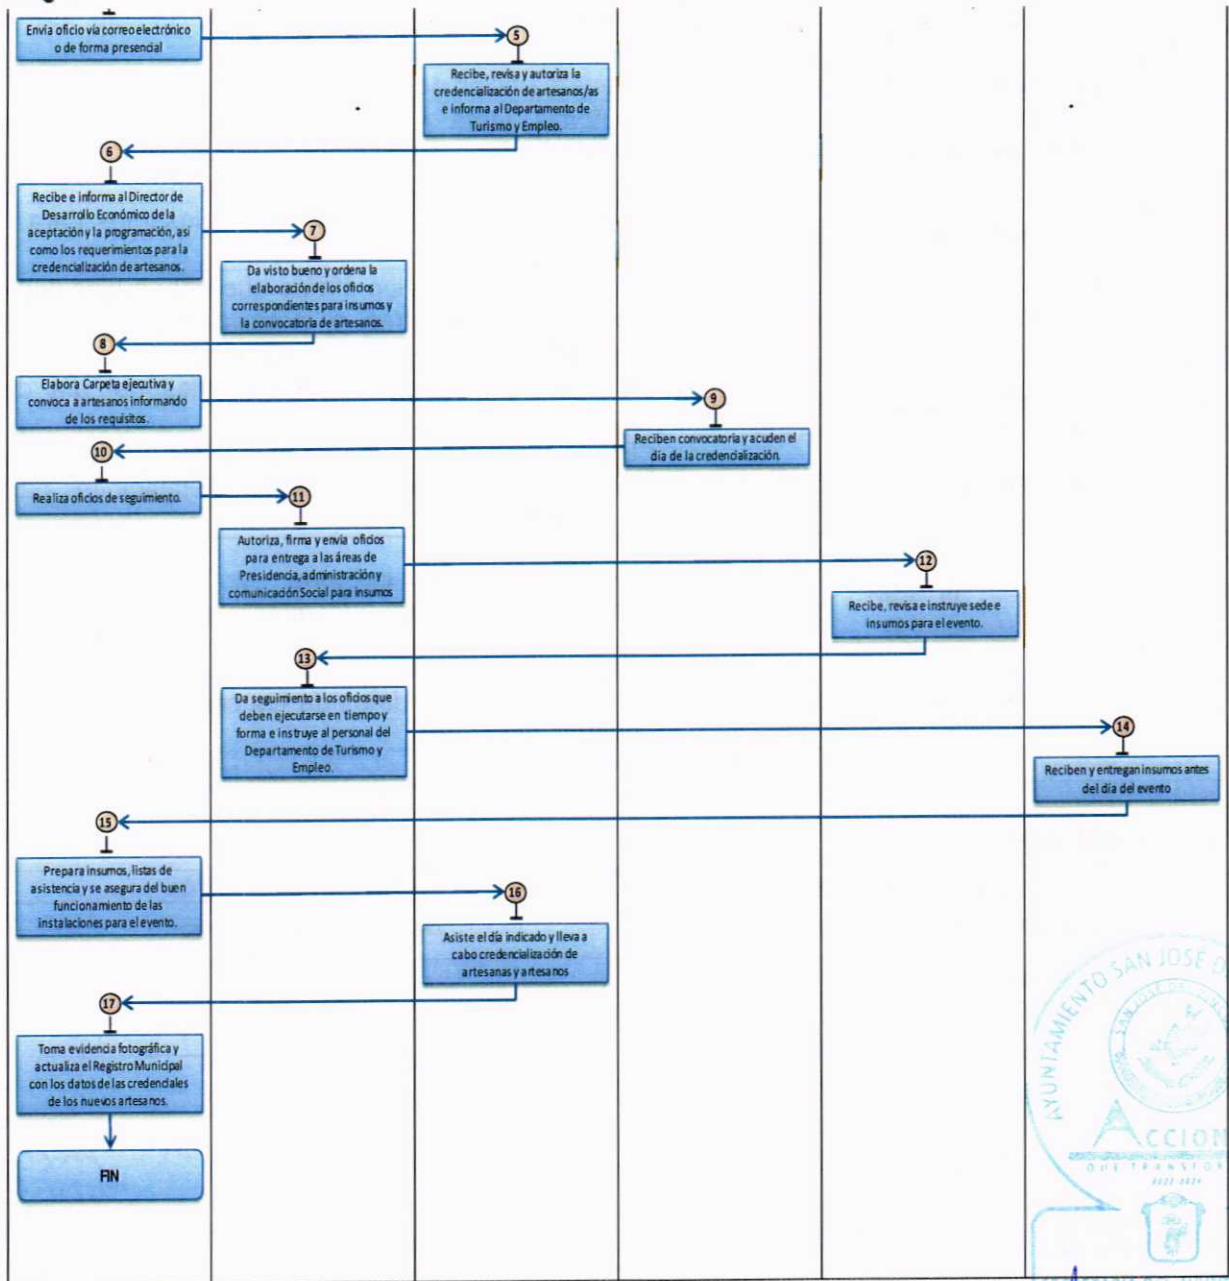 Envia oficio vía correo electrónico
o de forma presencial
5
Recibe, revisa y autoriza la
credencialización de artesanos/as
e informa al Departamento de
Turismo y Empleo.
6
Recibe e informa al Director de
Desarrollo Económico de la
aceptación y la programación, así
como los requerimientos para la
credencialización de artesanos.
7
Da visto bueno y ordena la
elaboración de los oficios
correspondientes para insumos y
la convocatoria de artesanos.
8
Elabora Carpeta ejecutiva y
convoca a artesanos informando
de los requisitos.
9
Reciben convocatoria y acuden el
día de la credencialización.
10
Realiza oficios de seguimiento.
11
Autoriza, firma y envía oficios
para entrega a las áreas de
Presidencia, administración y
comunicación Social para insumos
12
Recibe, revisa e instruye sede e
insumos para el evento.
13
Da seguimiento a los oficios que
deben ejecutarse en tiempo y
forma e instruye al personal del
Departamento de Turismo y
Empleo.
14
Reciben y entregan insumos antes
del día del evento
15
Prepara insumos, listas de
asistencia y se asegura del buen
funcionamiento de las
instalaciones para el evento.
16
Asiste el día indicado y lleva a
cabo credencialización de
artesanas y artesanos
17
Toma evidencia fotográfica y
actualiza el Registro Municipal
con los datos de las credenciales
de los nuevos artesanos.
FIN
AYUNTAMIENTO SAN JOSÉ D
SAN JOSÉ DEL
ACCION
QUE TRANSFOR
2022-2024